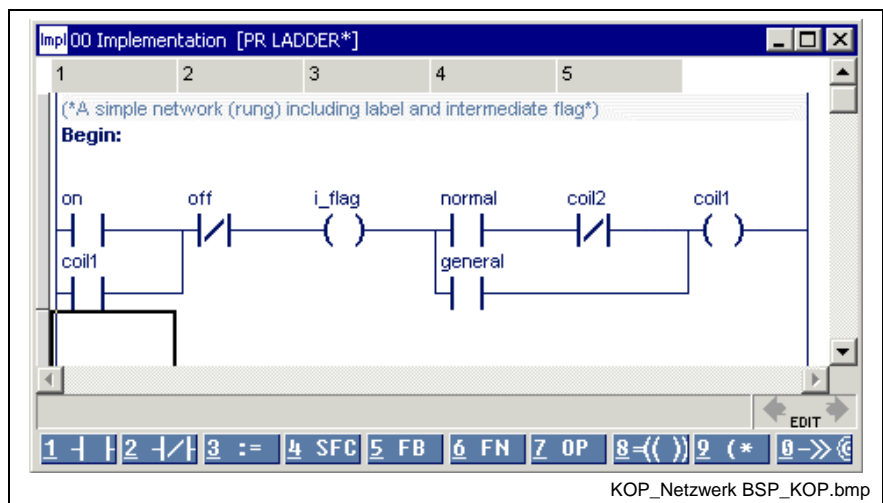 Impl 00 Implementation [PR LADDER*]
1 2 3 4 5
(*A simple network (rung) including label and intermediate flag*)
Begin:
on off i_flag normal coil2 coil1
coil1 general
EDIT
1 ┤ ├ 2 ┤/├ 3 := 4 SFC 5 FB 6 FN 7 OP 8=(( )) 9 (* 0->>@
KOP_Netzwerk BSP_KOP.bmp